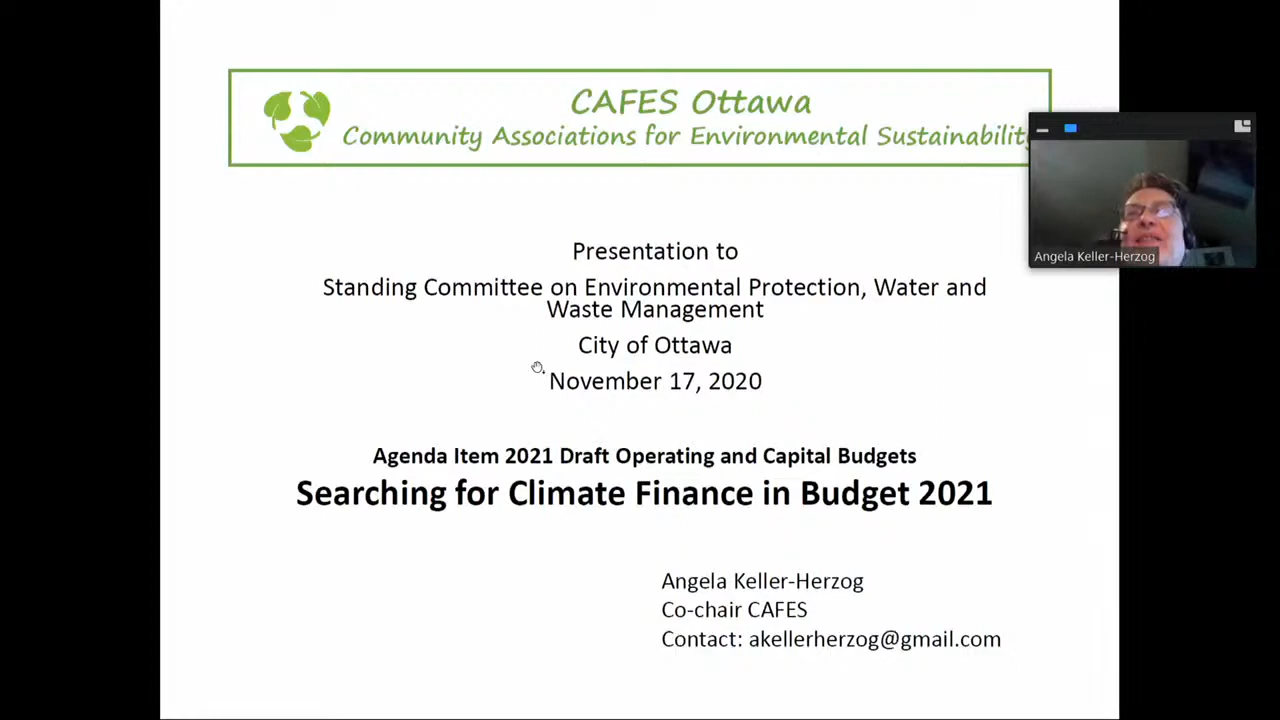 CAFES Ottawa
Community Associations for Environmental Sustainability
Angela Keller-Herzog
Presentation to
Standing Committee on Environmental Protection, Water and
Waste Management
City of Ottawa
November 17, 2020
Agenda Item 2021 Draft Operating and Capital Budgets
Searching for Climate Finance in Budget 2021
Angela Keller-Herzog
Co-chair CAFES
Contact: akellerherzog@gmail.com